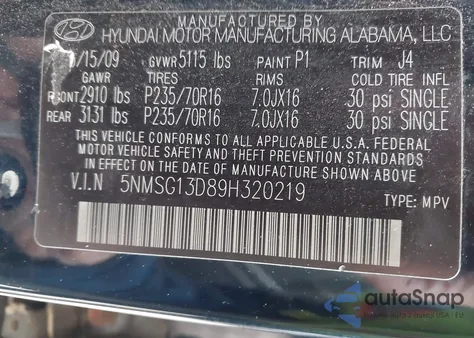 MANUFACTURED BY
HYUNDAI MOTOR MANUFACTURING ALABAMA, LLC
/15/09 GVWR5115 lbs PAINT P1 TRIM J4
GAWR TIRES RIMS COLD TIRE INFL.
FRONT 2910 lbs P235/70R16 7.0JX16 30 psi SINGLE
REAR 3131 lbs P235/70R16 7.0JX16 30 psi SINGLE
THIS VEHICLE CONFORMS TO ALL APPLICABLE U.S.A. FEDERAL
MOTOR VEHICLE SAFETY AND THEFT PREVENTION STANDARDS
IN EFFECT ON THE DATE OF MANUFACTURE SHOWN ABOVE.
V.I.N 5NMSG13D89H320219 TYPE: MPV
autoSnap